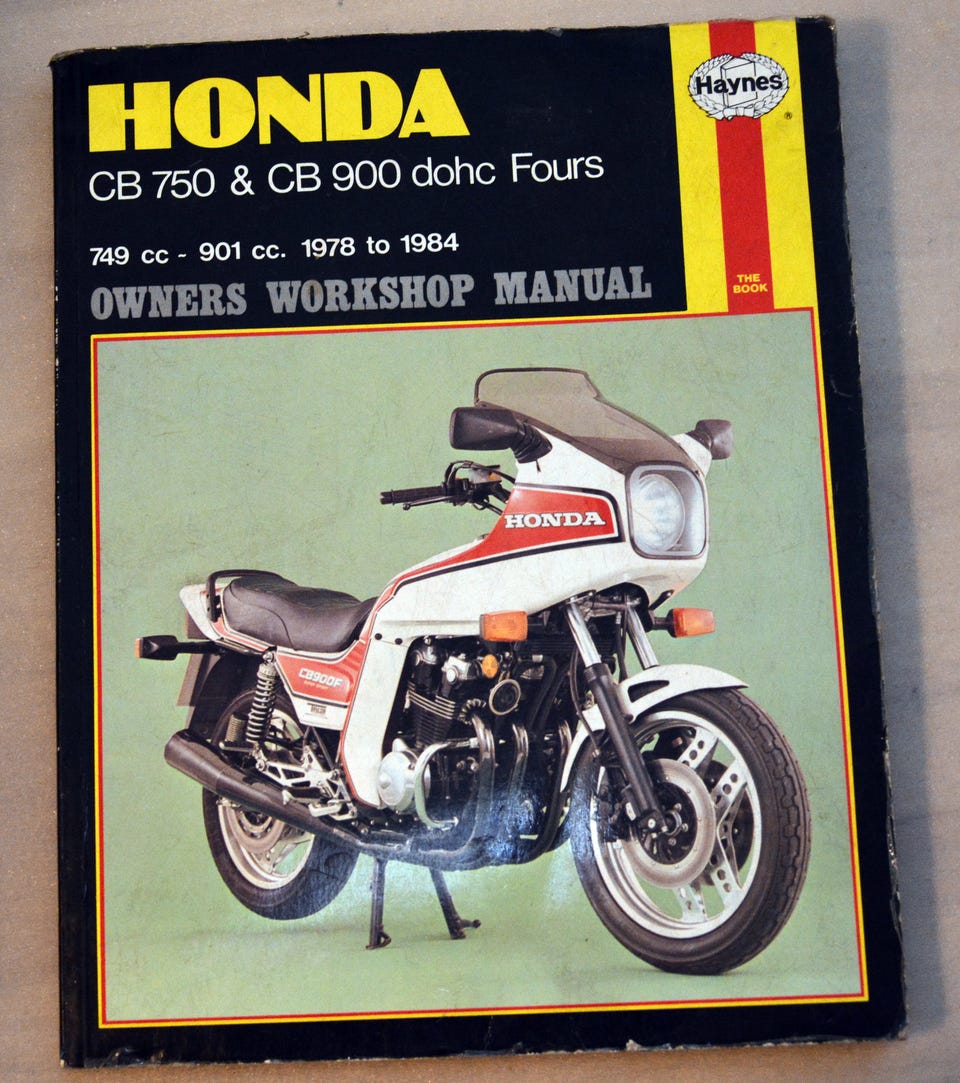 HONDA
CB 750 & CB 900 dohc Fours
749 cc - 901 cc. 1978 to 1984
OWNERS WORKSHOP MANUAL
Haynes
®
THE
BOOK
HONDA
CB900F